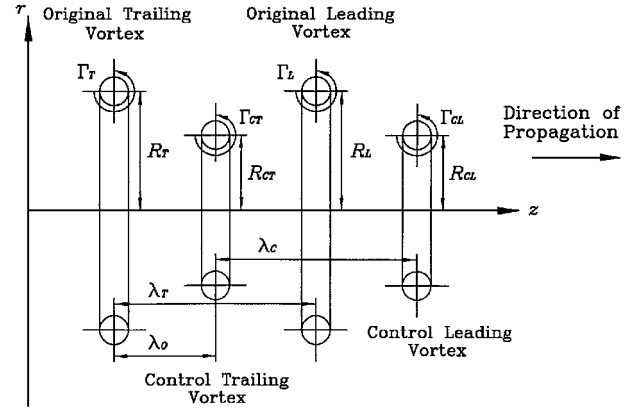 r
Original Trailing
Vortex
Original Leading
Vortex
Γ_T
Γ_L
Γ_CT
Γ_CL
Direction of
Propagation
R_T
R_CT
R_L
R_CL
z
λ_C
λ_T
λ_O
Control Leading
Vortex
Control Trailing
Vortex